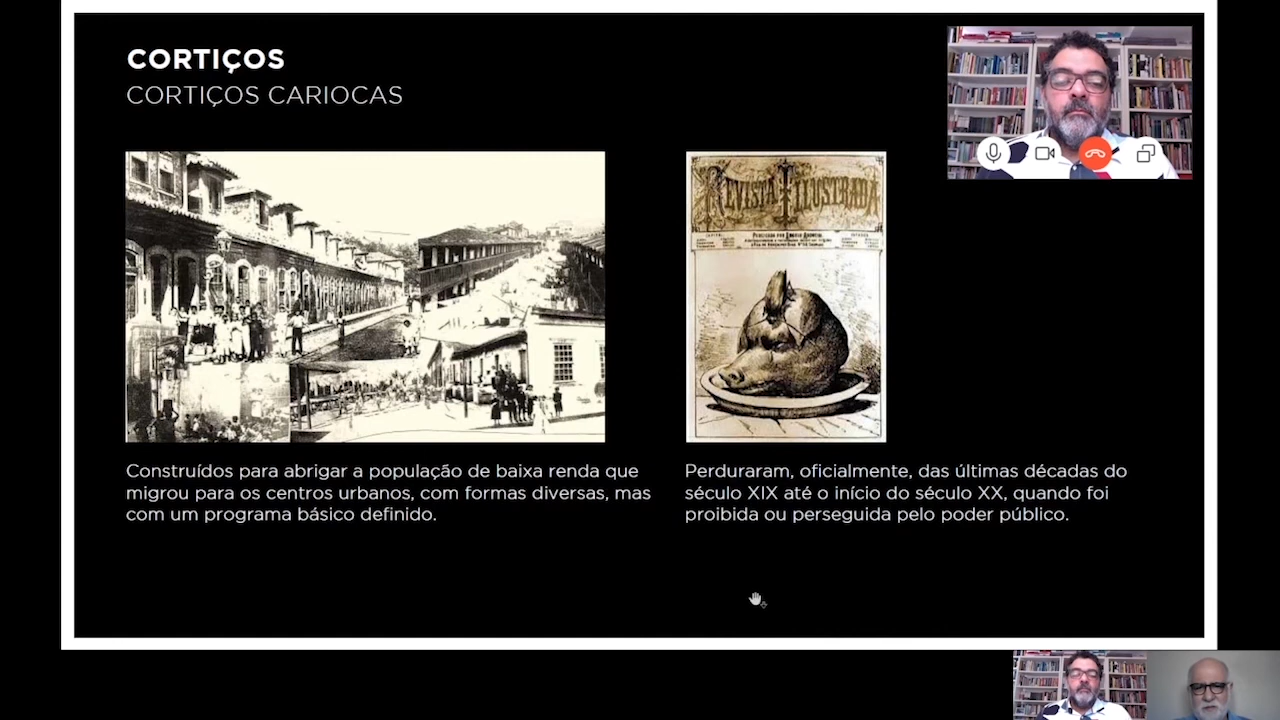 CORTIÇOS
CORTIÇOS CARIOCAS
REVISTA ILLUSTRADA
Construídos para abrigar a população de baixa renda que
migrou para os centros urbanos, com formas diversas, mas
com um programa básico definido.
Perduraram, oficialmente, das últimas décadas do
século XIX até o início do século XX, quando foi
proibida ou perseguida pelo poder público.